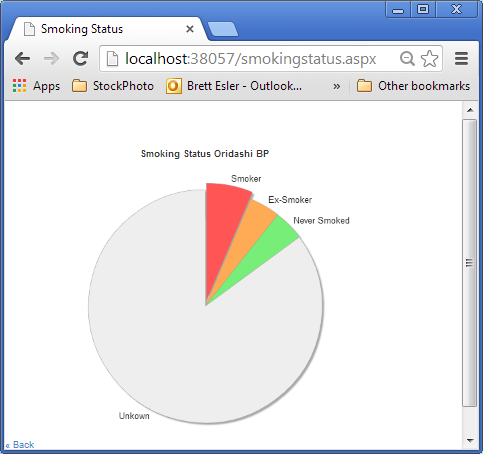 Smoking Status
localhost:38057/smokingstatus.aspx
Apps StockPhoto Brett Esler - Outlook... » Other bookmarks
Smoking Status Oridashi BP
Smoker
Ex-Smoker
Never Smoked
Unkown
« Back